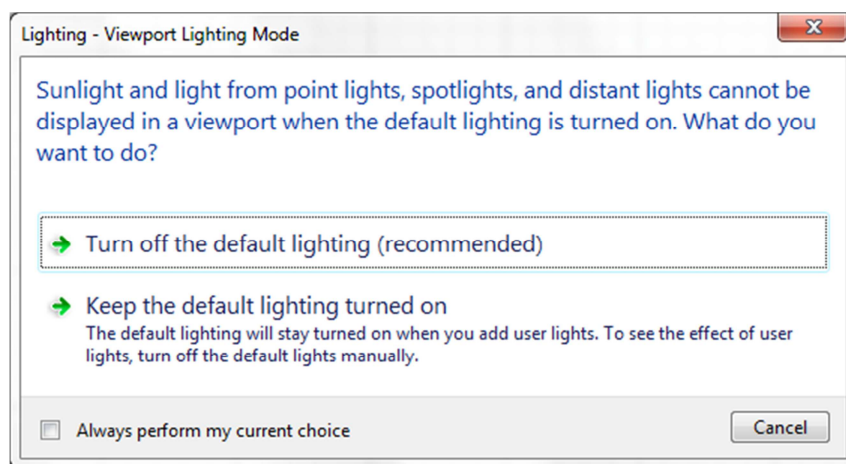 Lighting - Viewport Lighting Mode
Sunlight and light from point lights, spotlights, and distant lights cannot be
displayed in a viewport when the default lighting is turned on. What do you
want to do?
Turn off the default lighting (recommended)
Keep the default lighting turned on
The default lighting will stay turned on when you add user lights. To see the effect of user
lights, turn off the default lights manually.
Always perform my current choice
Cancel